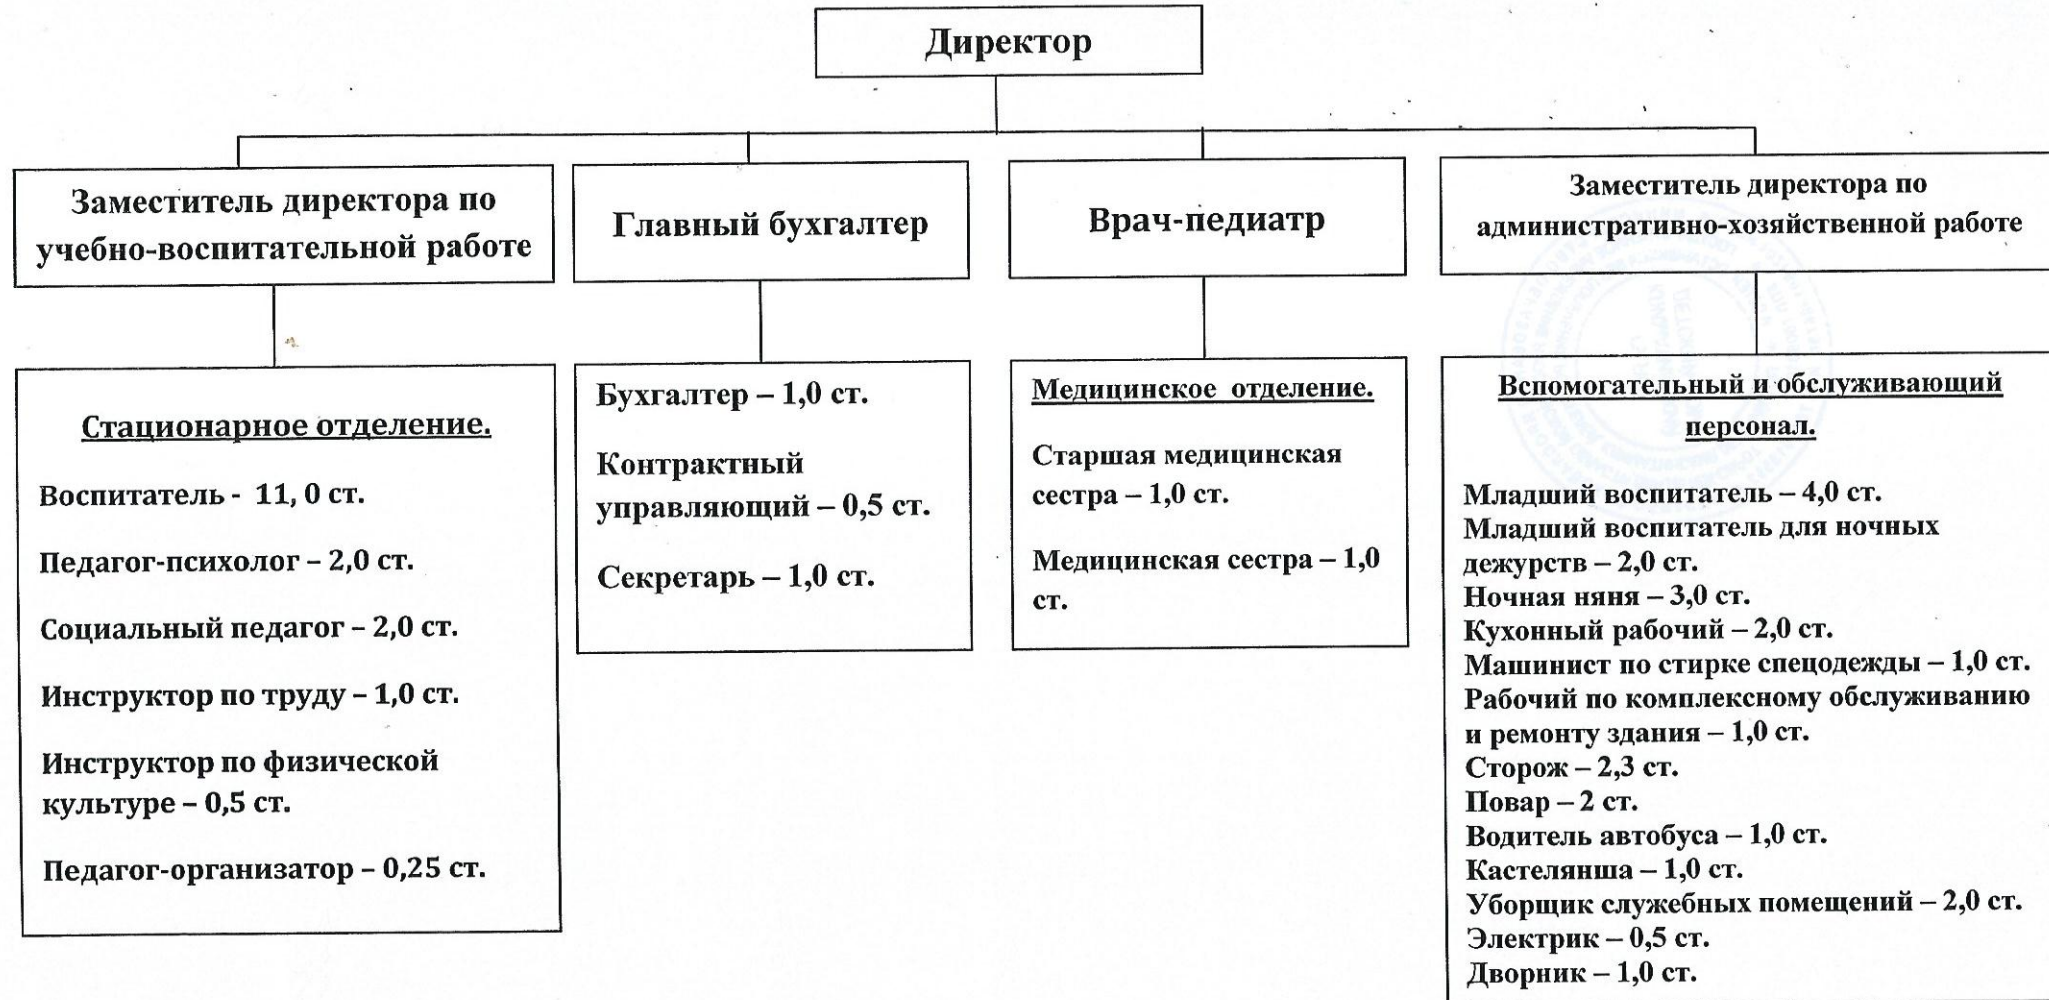 Директор
Заместитель директора по
учебно-воспитательной работе
Главный бухгалтер
Врач-педиатр
Заместитель директора по
административно-хозяйственной работе
Стационарное отделение.
Воспитатель - 11, 0 ст.
Педагог-психолог – 2,0 ст.
Социальный педагог – 2,0 ст.
Инструктор по труду – 1,0 ст.
Инструктор по физической
культуре – 0,5 ст.
Педагог-организатор – 0,25 ст.
Бухгалтер – 1,0 ст.
Контрактный
управляющий – 0,5 ст.
Секретарь – 1,0 ст.
Медицинское отделение.
Старшая медицинская
сестра – 1,0 ст.
Медицинская сестра – 1,0
ст.
Вспомогательный и обслуживающий
персонал.
Младший воспитатель – 4,0 ст.
Младший воспитатель для ночных
дежурств – 2,0 ст.
Ночная няня – 3,0 ст.
Кухонный рабочий – 2,0 ст.
Машинист по стирке спецодежды – 1,0 ст.
Рабочий по комплексному обслуживанию
и ремонту здания – 1,0 ст.
Сторож – 2,3 ст.
Повар – 2 ст.
Водитель автобуса – 1,0 ст.
Кастелянша – 1,0 ст.
Уборщик служебных помещений – 2,0 ст.
Электрик – 0,5 ст.
Дворник – 1,0 ст.